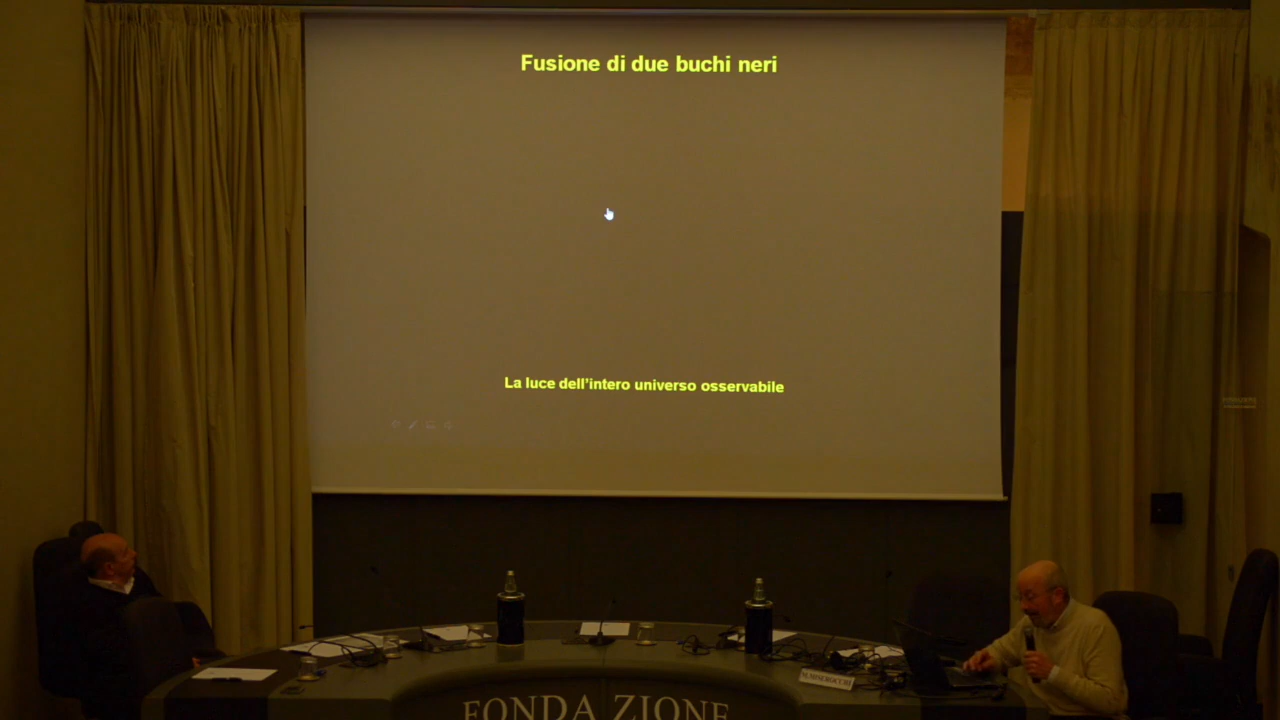 Fusione di due buchi neri
La luce dell'intero universo osservabile
FONDAZIONE